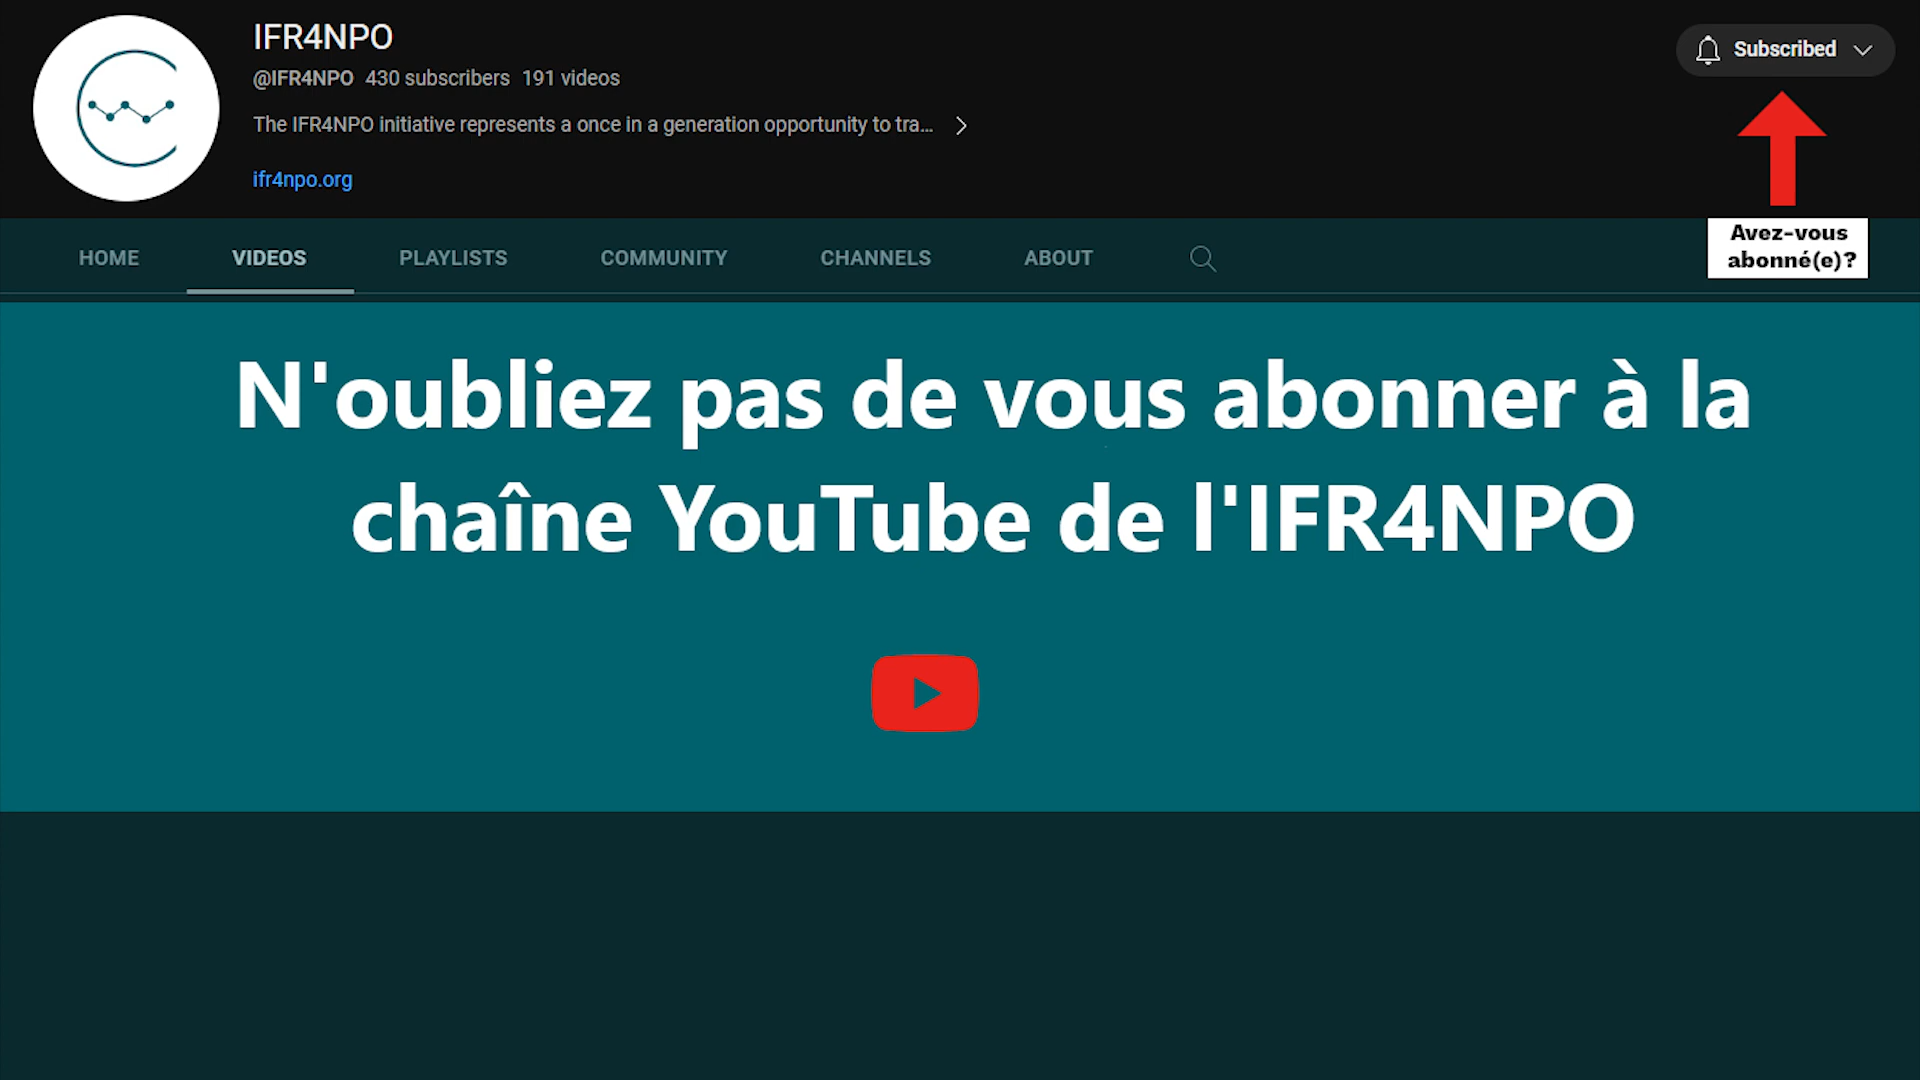 IFR4NPO
@IFR4NPO 430 subscribers 191 videos
The IFR4NPO initiative represents a once in a generation opportunity to tra...
ifr4npo.org
Subscribed
Avez-vous
abonné(e)?
HOME VIDEOS PLAYLISTS COMMUNITY CHANNELS ABOUT
N'oubliez pas de vous abonner à la
chaîne YouTube de l'IFR4NPO